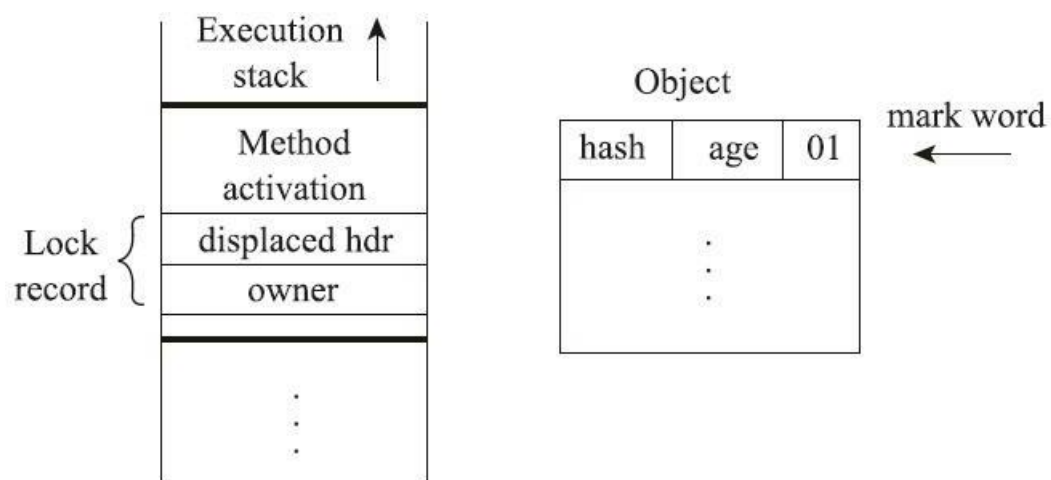 Execution
stack
Method
activation
Lock
record
displaced hdr
owner
Object
mark word
hash age 01